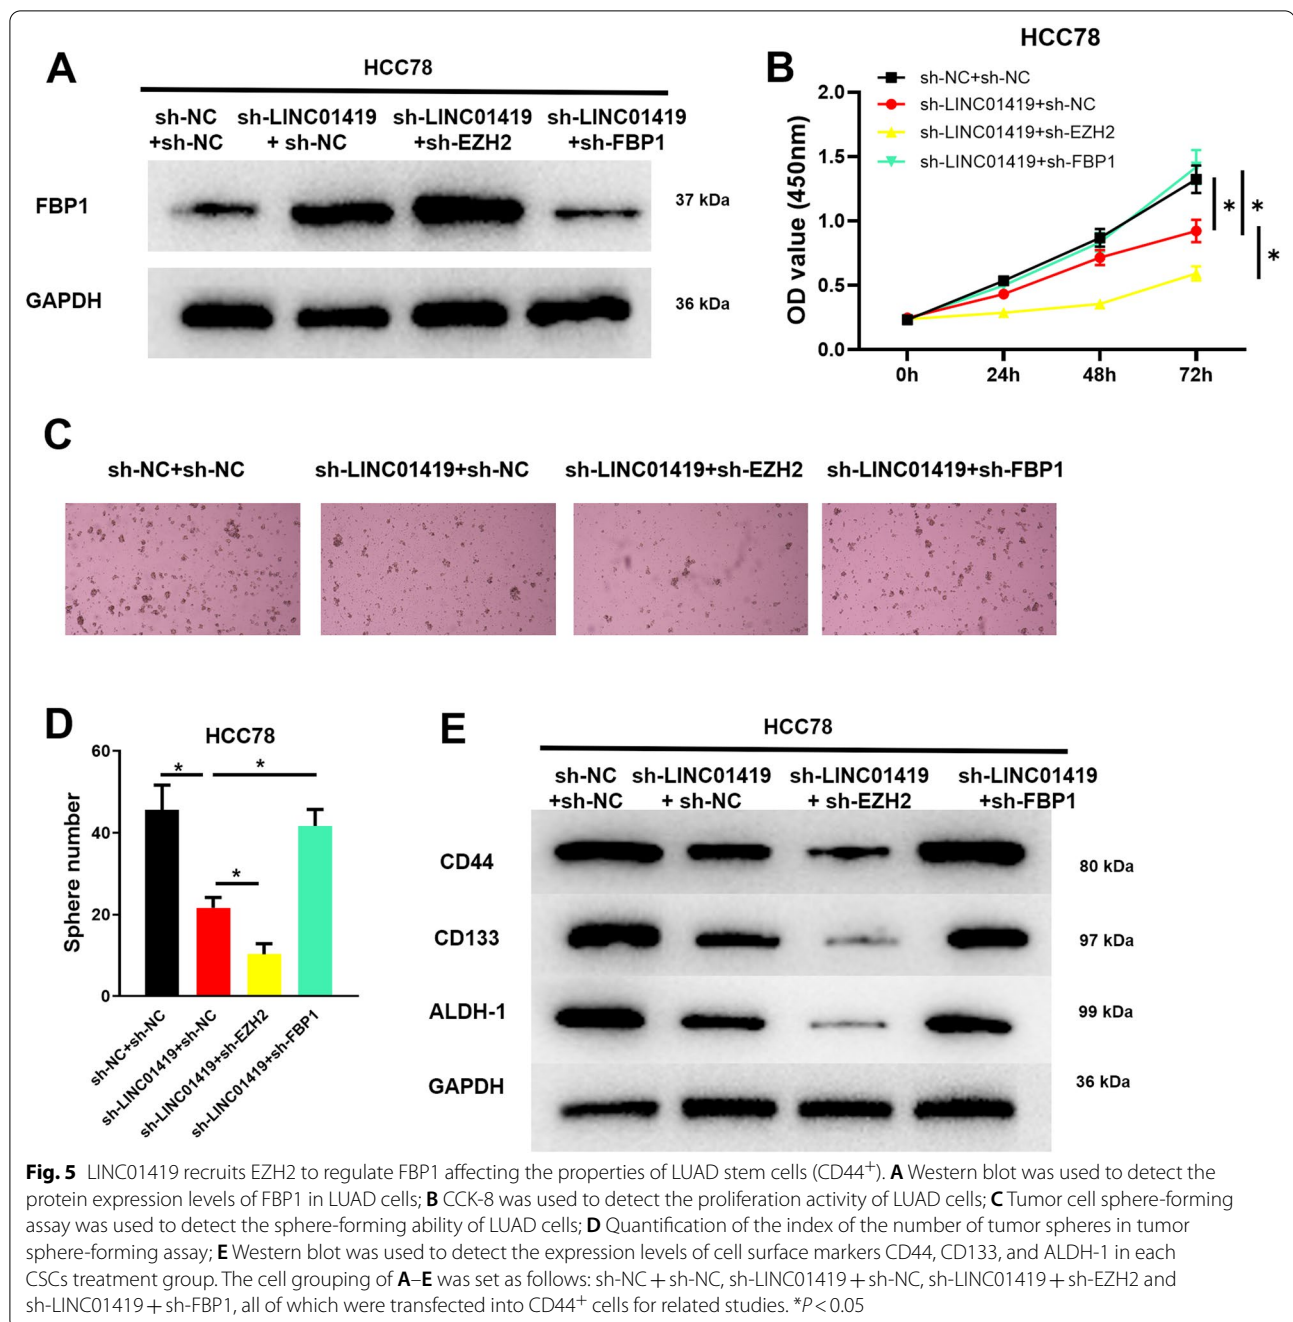 A
HCC78
sh-NC
+sh-NC
sh-LINC01419
+ sh-NC
sh-LINC01419
+sh-EZH2
sh-LINC01419
+sh-FBP1
FBP1
37 kDa
GAPDH
36 kDa
B
HCC78
sh-NC+sh-NC
sh-LINC01419+sh-NC
sh-LINC01419+sh-EZH2
sh-LINC01419+sh-FBP1
OD value (450nm)
2.0
1.5
1.0
0.5
0.0
0h
24h
48h
72h
*
*
*
C
sh-NC+sh-NC
sh-LINC01419+sh-NC
sh-LINC01419+sh-EZH2
sh-LINC01419+sh-FBP1
D
HCC78
Sphere number
60
40
20
0
*
*
*
sh-NC+sh-NC
sh-LINC01419+sh-NC
sh-LINC01419+sh-EZH2
sh-LINC01419+sh-FBP1
E
HCC78
sh-NC
+sh-NC
sh-LINC01419
+ sh-NC
sh-LINC01419
+ sh-EZH2
sh-LINC01419
+sh-FBP1
CD44
80 kDa
CD133
97 kDa
ALDH-1
99 kDa
GAPDH
36 kDa
Fig. 5 LINC01419 recruits EZH2 to regulate FBP1 affecting the properties of LUAD stem cells (CD44⁺). A Western blot was used to detect the
protein expression levels of FBP1 in LUAD cells; B CCK-8 was used to detect the proliferation activity of LUAD cells; C Tumor cell sphere-forming
assay was used to detect the sphere-forming ability of LUAD cells; D Quantification of the index of the number of tumor spheres in tumor
sphere-forming assay; E Western blot was used to detect the expression levels of cell surface markers CD44, CD133, and ALDH-1 in each
CSCs treatment group. The cell grouping of A–E was set as follows: sh-NC + sh-NC, sh-LINC01419 + sh-NC, sh-LINC01419 + sh-EZH2 and
sh-LINC01419 + sh-FBP1, all of which were transfected into CD44⁺ cells for related studies. *P < 0.05